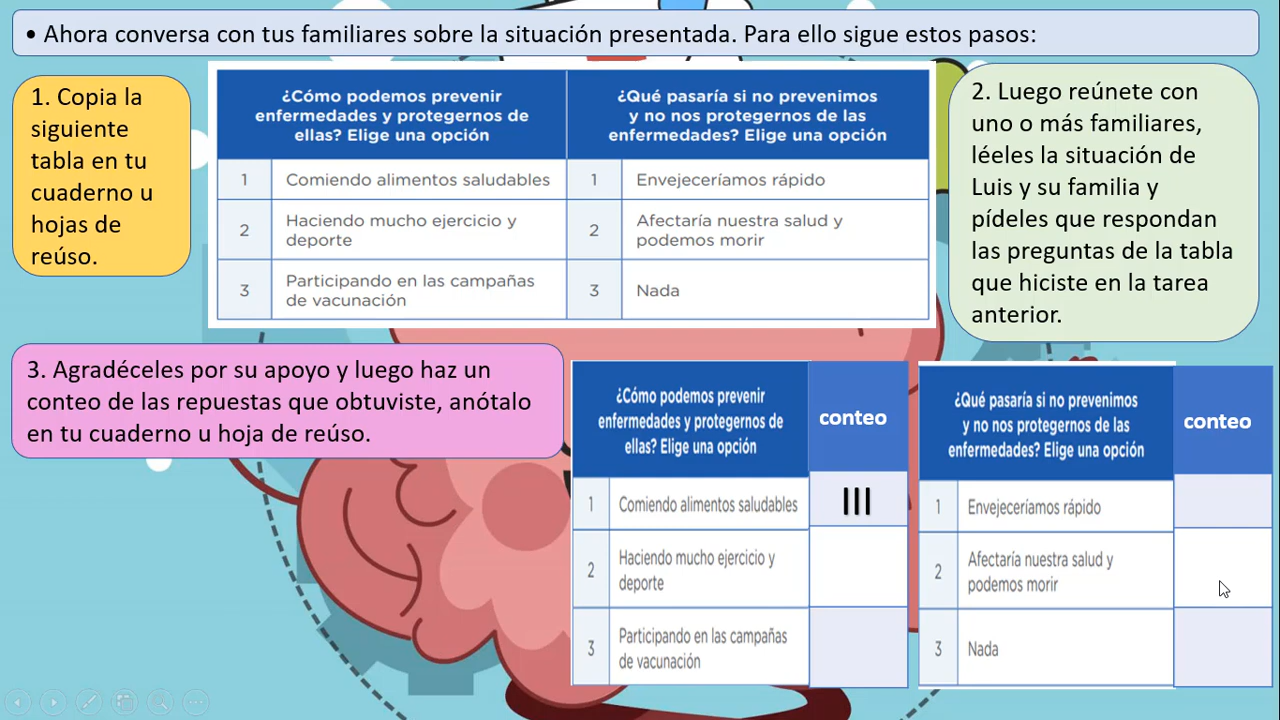 • Ahora conversa con tus familiares sobre la situación presentada. Para ello sigue estos pasos:
1. Copia la
siguiente
tabla en tu
cuaderno u
hojas de
reúso.
¿Cómo podemos prevenir
enfermedades y protegernos de
ellas? Elige una opción
¿Qué pasaría si no prevenimos
y no nos protegernos de las
enfermedades? Elige una opción
1 Comiendo alimentos saludables 1 Envejeceríamos rápido
2 Haciendo mucho ejercicio y
deporte
2 Afectaría nuestra salud y
podemos morir
3 Participando en las campañas
de vacunación
3 Nada
2. Luego reúnete con
uno o más familiares,
léeles la situación de
Luis y su familia y
pídeles que respondan
las preguntas de la tabla
que hiciste en la tarea
anterior.
3. Agradéceles por su apoyo y luego haz un
conteo de las repuestas que obtuviste, anótalo
en tu cuaderno u hoja de reúso.
¿Cómo podemos prevenir
enfermedades y protegernos de
ellas? Elige una opción
conteo
1 Comiendo alimentos saludables III
2 Haciendo mucho ejercicio y
deporte
3 Participando en las campañas
de vacunación
¿Qué pasaría si no prevenimos
y no nos protegernos de las
enfermedades? Elige una opción
conteo
1 Envejeceríamos rápido
2 Afectaría nuestra salud y
podemos morir
3 Nada